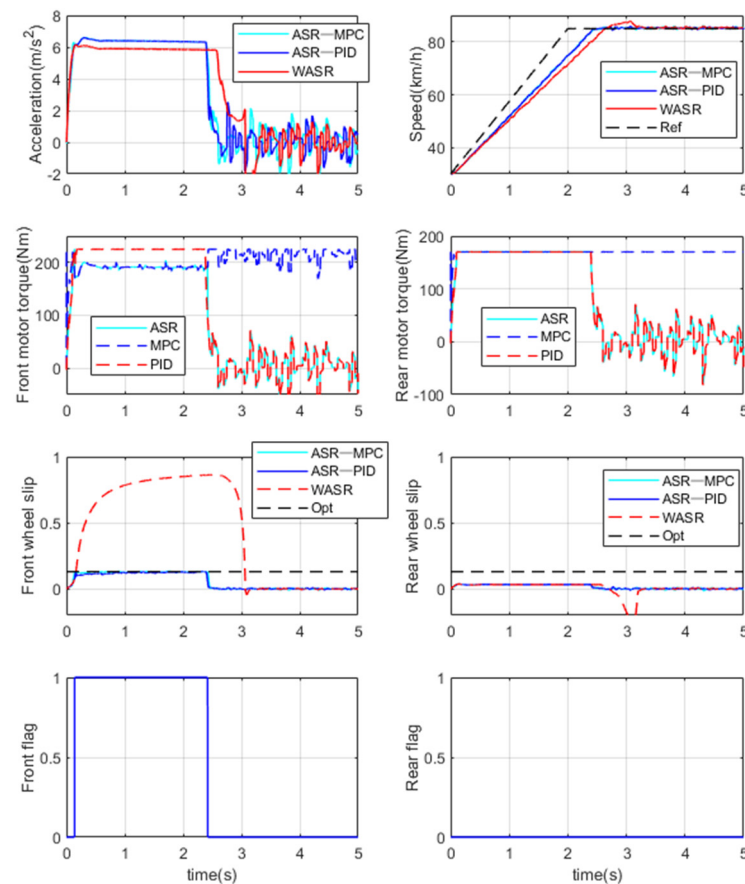 Acceleration(m/s²)
8
6
4
2
0
-2
ASR—MPC
ASR—PID
WASR
0 1 2 3 4 5
Speed(km/h)
80
60
40
ASR—MPC
ASR—PID
WASR
Ref
0 1 2 3 4 5
Front motor torque(Nm)
200
100
0
ASR
MPC
PID
0 1 2 3 4 5
Rear motor torque(Nm)
200
100
0
-100
ASR
MPC
PID
0 1 2 3 4 5
Front wheel slip
1
0.5
0
ASR—MPC
ASR—PID
WASR
Opt
0 1 2 3 4 5
Rear wheel slip
1
0.5
0
ASR—MPC
ASR—PID
WASR
Opt
0 1 2 3 4 5
Front flag
1
0.5
0
0 1 2 3 4 5
time(s)
Rear flag
1
0.5
0
0 1 2 3 4 5
time(s)